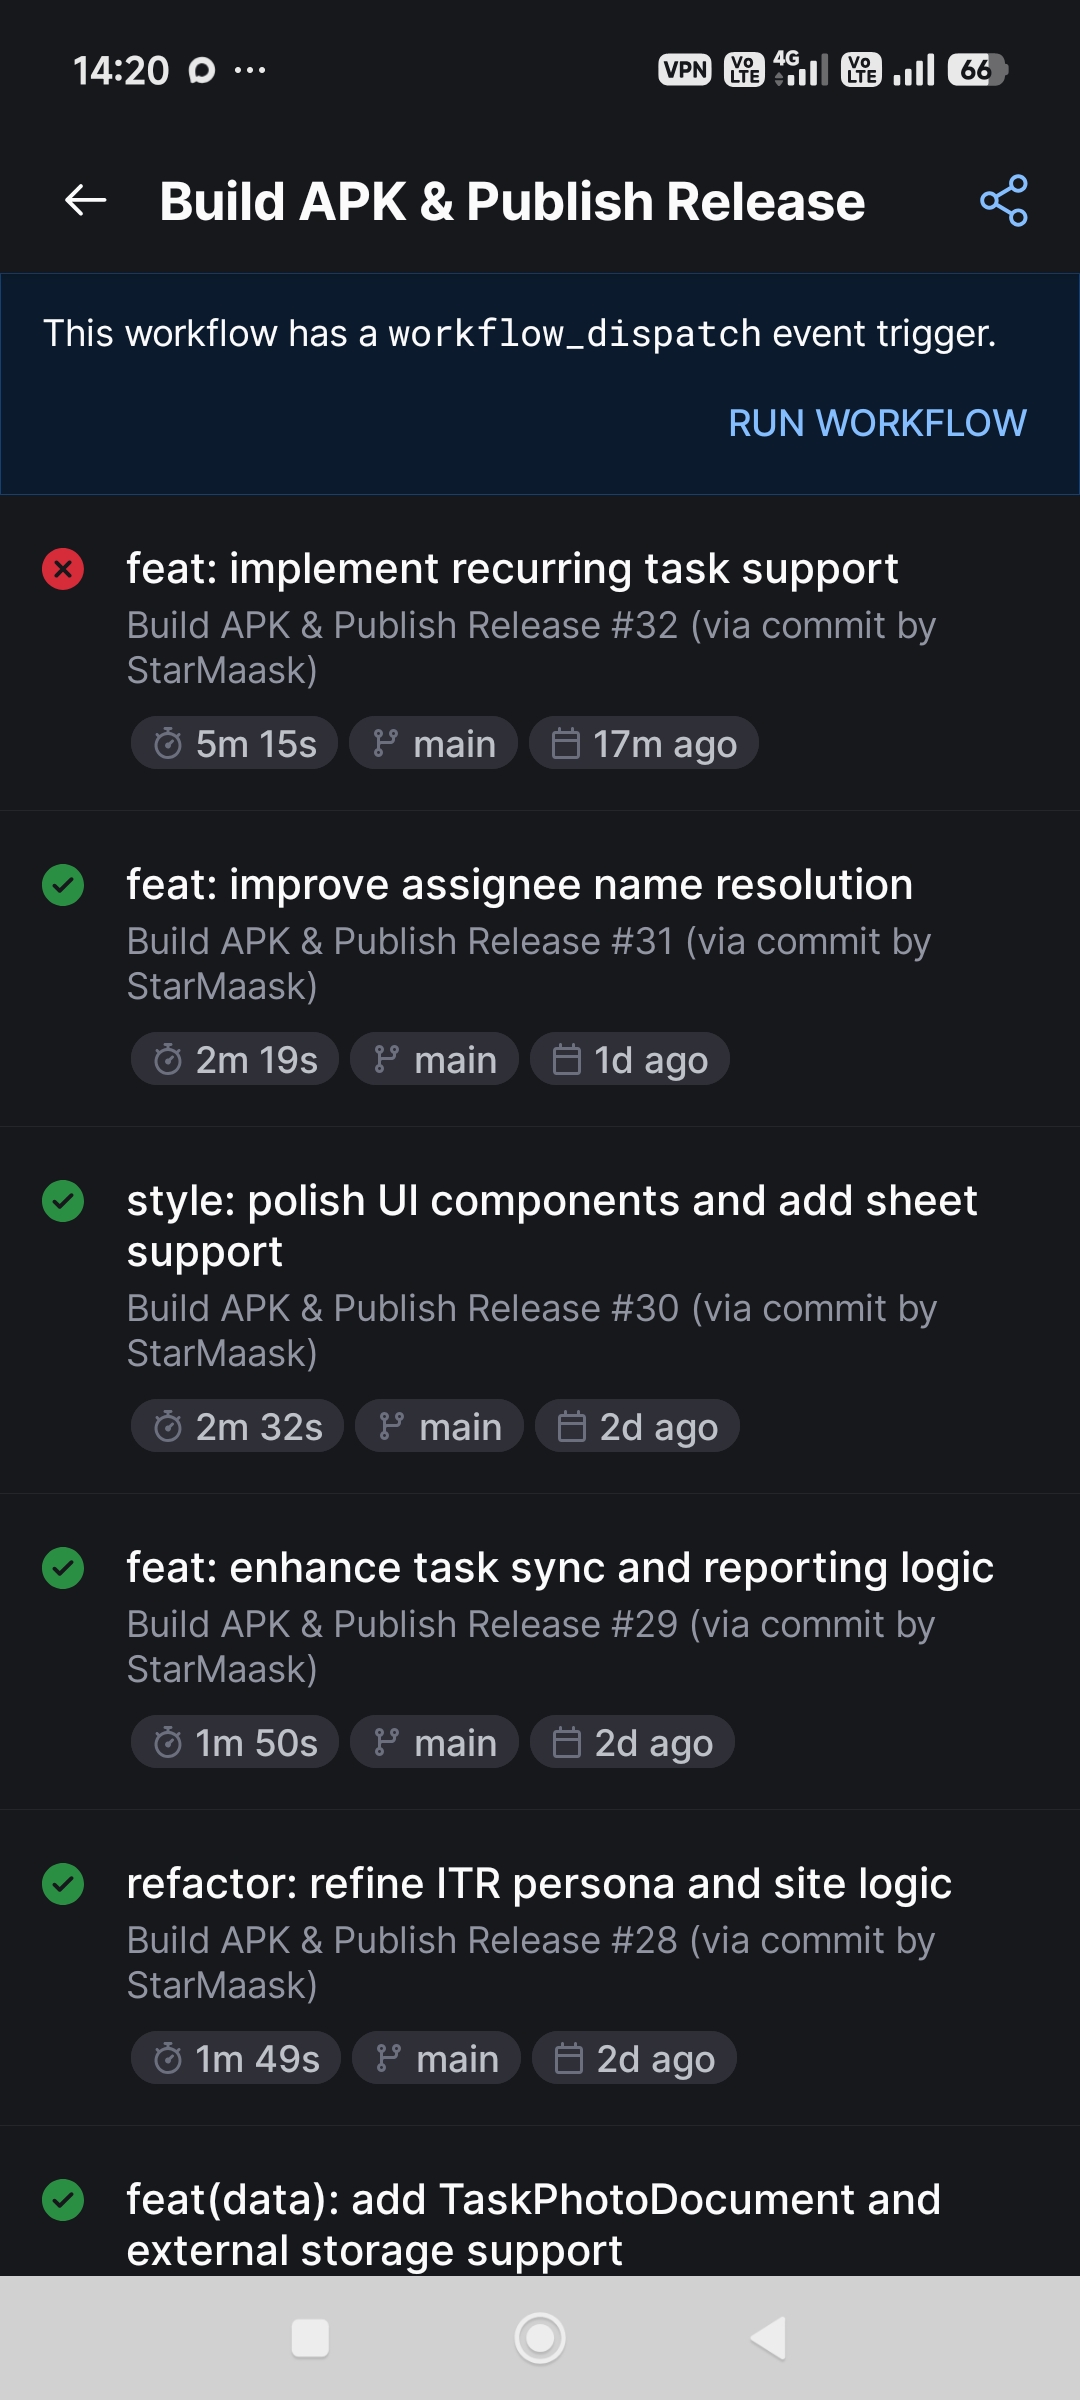 14:20 ... VPN Vo LTE 4G Vo LTE 66
Build APK & Publish Release
This workflow has a workflow_dispatch event trigger.
RUN WORKFLOW
feat: implement recurring task support
Build APK & Publish Release #32 (via commit by
StarMaask)
5m 15s main 17m ago
feat: improve assignee name resolution
Build APK & Publish Release #31 (via commit by
StarMaask)
2m 19s main 1d ago
style: polish UI components and add sheet
support
Build APK & Publish Release #30 (via commit by
StarMaask)
2m 32s main 2d ago
feat: enhance task sync and reporting logic
Build APK & Publish Release #29 (via commit by
StarMaask)
1m 50s main 2d ago
refactor: refine ITR persona and site logic
Build APK & Publish Release #28 (via commit by
StarMaask)
1m 49s main 2d ago
feat(data): add TaskPhotoDocument and
external storage support